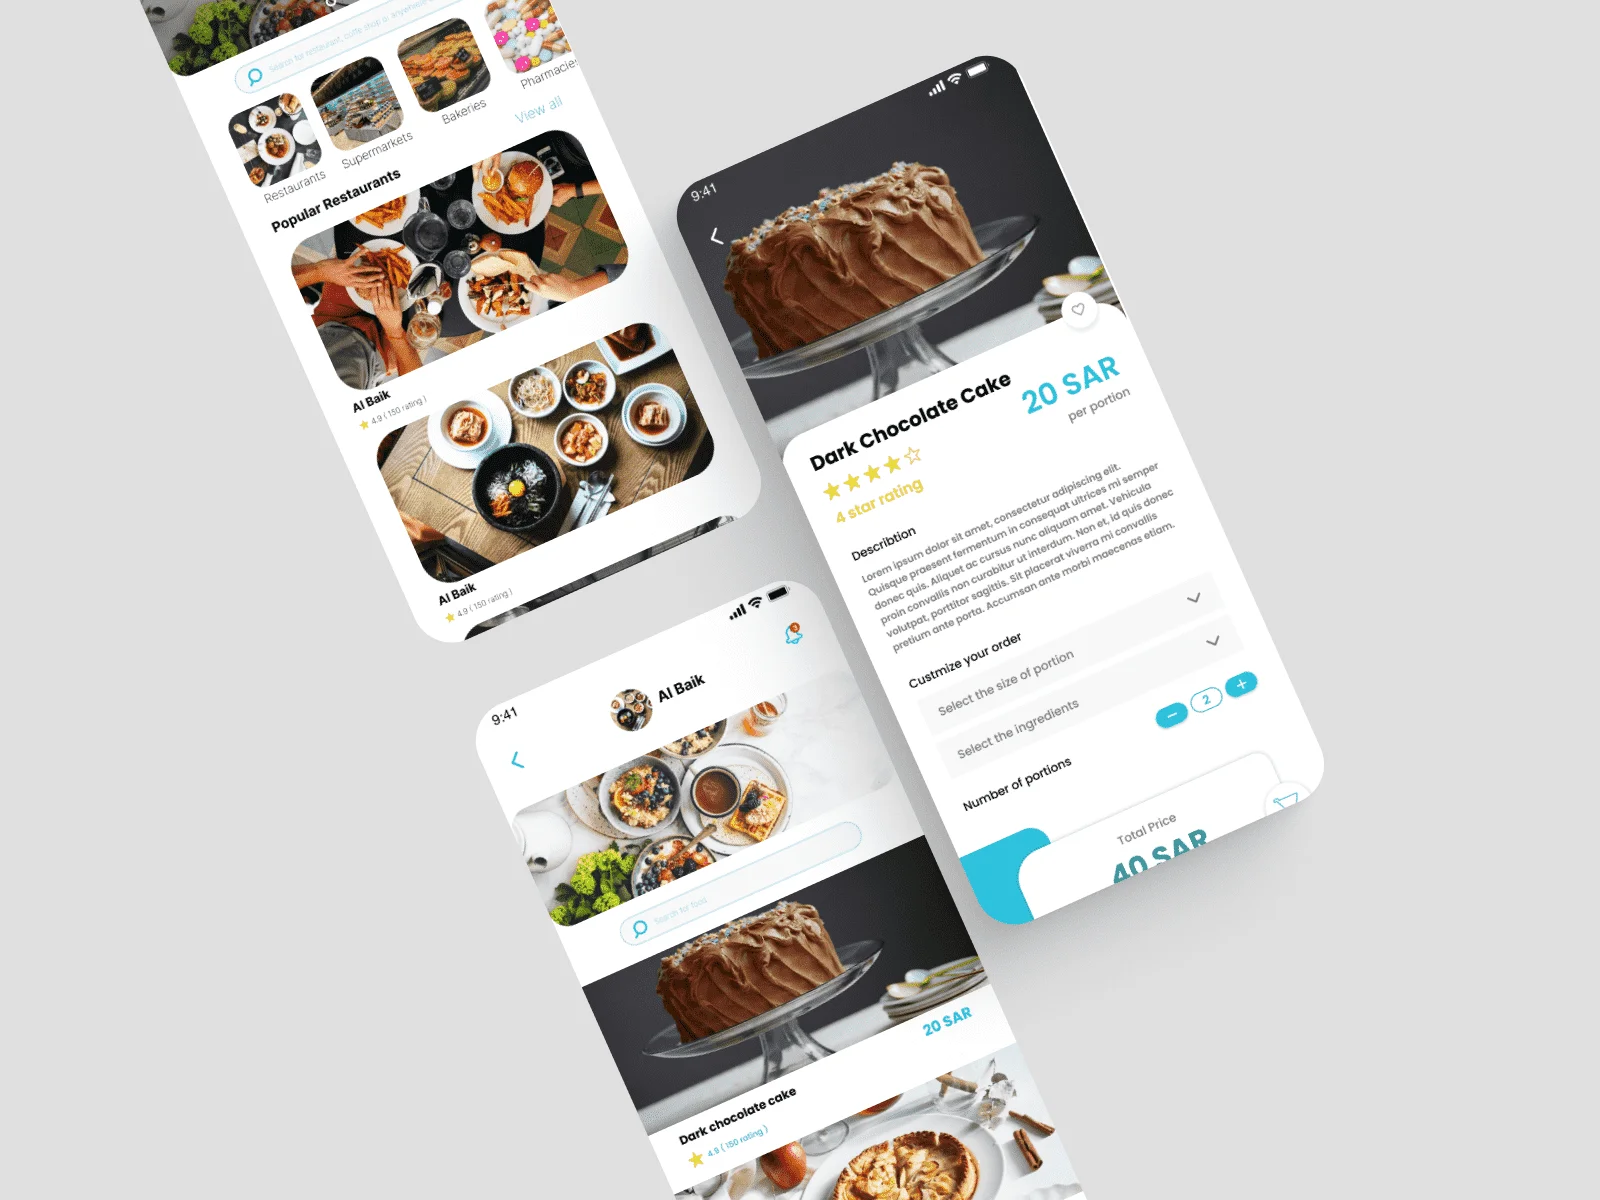 Search for restaurant, coffe shop or anywhere
Restaurants
Supermarkets
Bakeries
Pharmacies
View all
Popular Restaurants
Al Baik
4.9 ( 150 rating )
Al Baik
4.9 ( 150 rating )
9:41
Dark Chocolate Cake
20 SAR
per portion
4 star rating
Describtion
Lorem ipsum dolor sit amet, consectetur adipiscing elit.
Quisque praesent fermentum in consequat ultrices mi semper
donec quis. Aliquet ac cursus nunc aliquam amet. Vehicula
proin convallis non curabitur ut interdum. Non et, id quis donec
volutpat, porttitor sagittis. Sit placerat viverra mi convallis
pretium ante porta. Accumsan ante morbi maecenas etiam.
Custmize your order
Select the size of portion
Select the ingredients
2
Number of portions
Total Price
40 SAR
9:41
Al Baik
Search for food
20 SAR
Dark chocolate cake
4.9 ( 150 rating )